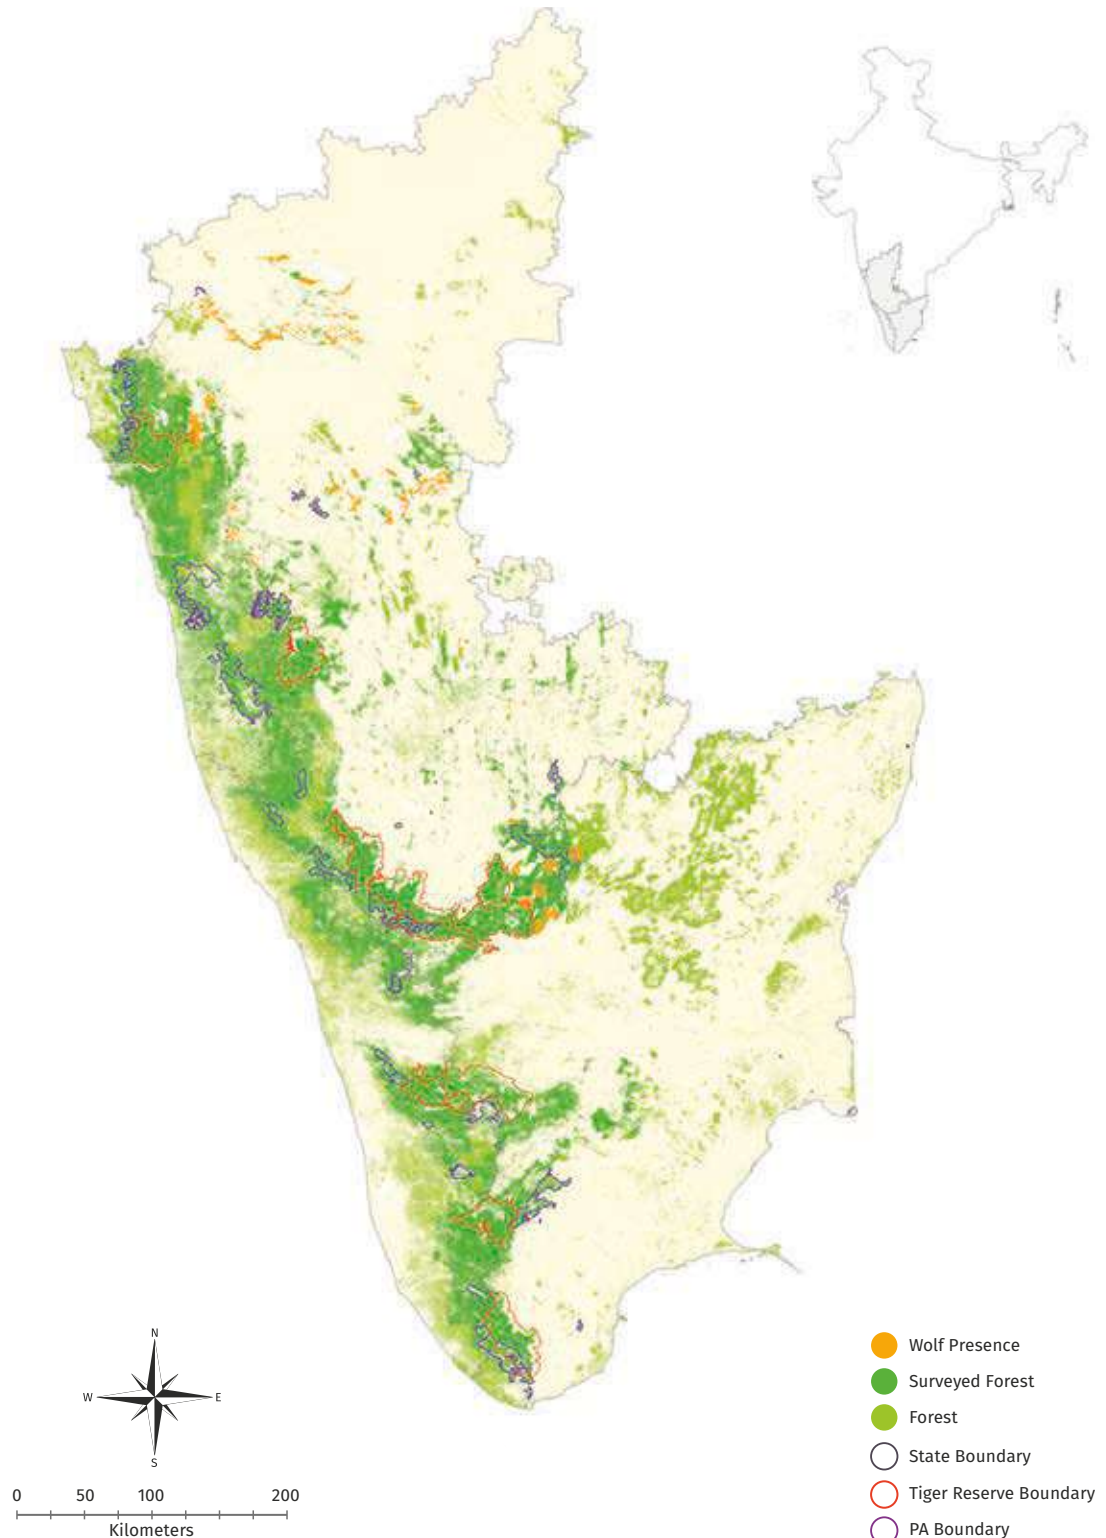 N
W
E
S
0 50 100 200
Kilometers
Wolf Presence
Surveyed Forest
Forest
State Boundary
Tiger Reserve Boundary
PA Boundary